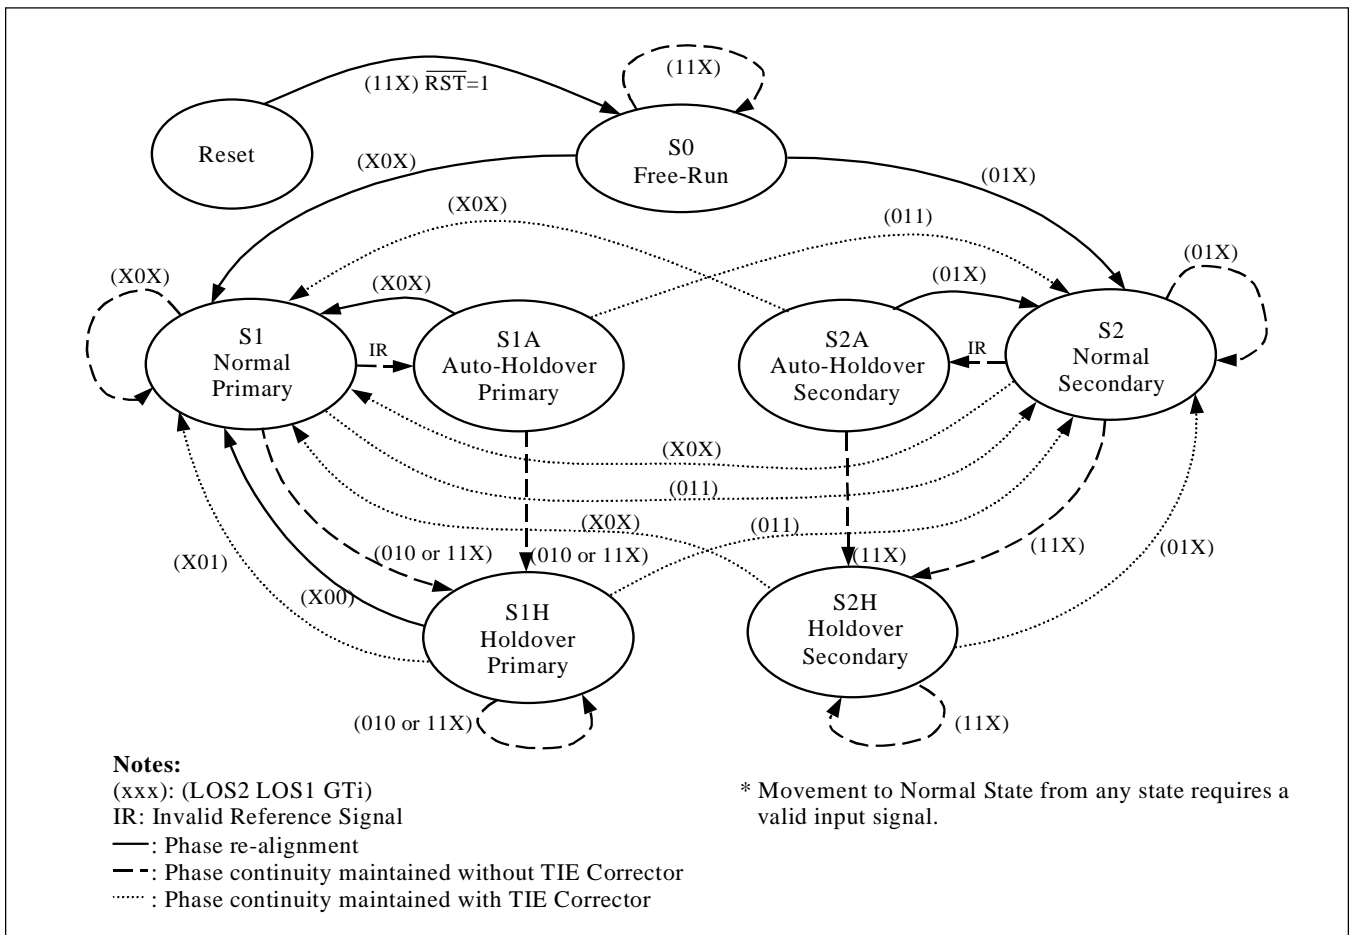 (11X)
(11X) RST=1
S0
Free-Run
Reset
(X0X)
(01X)
(X0X)
(011)
(X0X)
(X0X)
(01X)
(01X)
S1
Normal
Primary
IR
S1A
Auto-Holdover
Primary
S2A
Auto-Holdover
Secondary
IR
S2
Normal
Secondary
(X0X)
(011)
(X0X)
(011)
(010 or 11X)
(010 or 11X)
(11X)
(11X)
(01X)
(X01)
(X00)
S1H
Holdover
Primary
S2H
Holdover
Secondary
(010 or 11X)
(11X)
Notes:
(xxx): (LOS2 LOS1 GTi)
IR: Invalid Reference Signal
: Phase re-alignment
: Phase continuity maintained without TIE Corrector
: Phase continuity maintained with TIE Corrector
* Movement to Normal State from any state requires a
valid input signal.